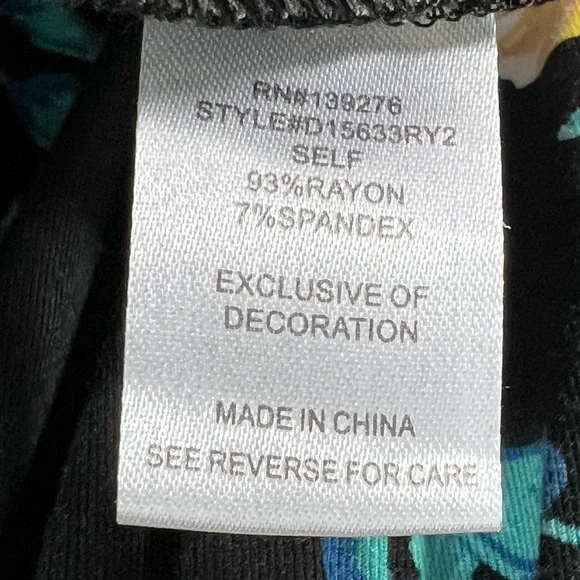 RN#139276
STYLE#D15633RY2
SELF
93%RAYON
7%SPANDEX
EXCLUSIVE OF
DECORATION
MADE IN CHINA
SEE REVERSE FOR CARE